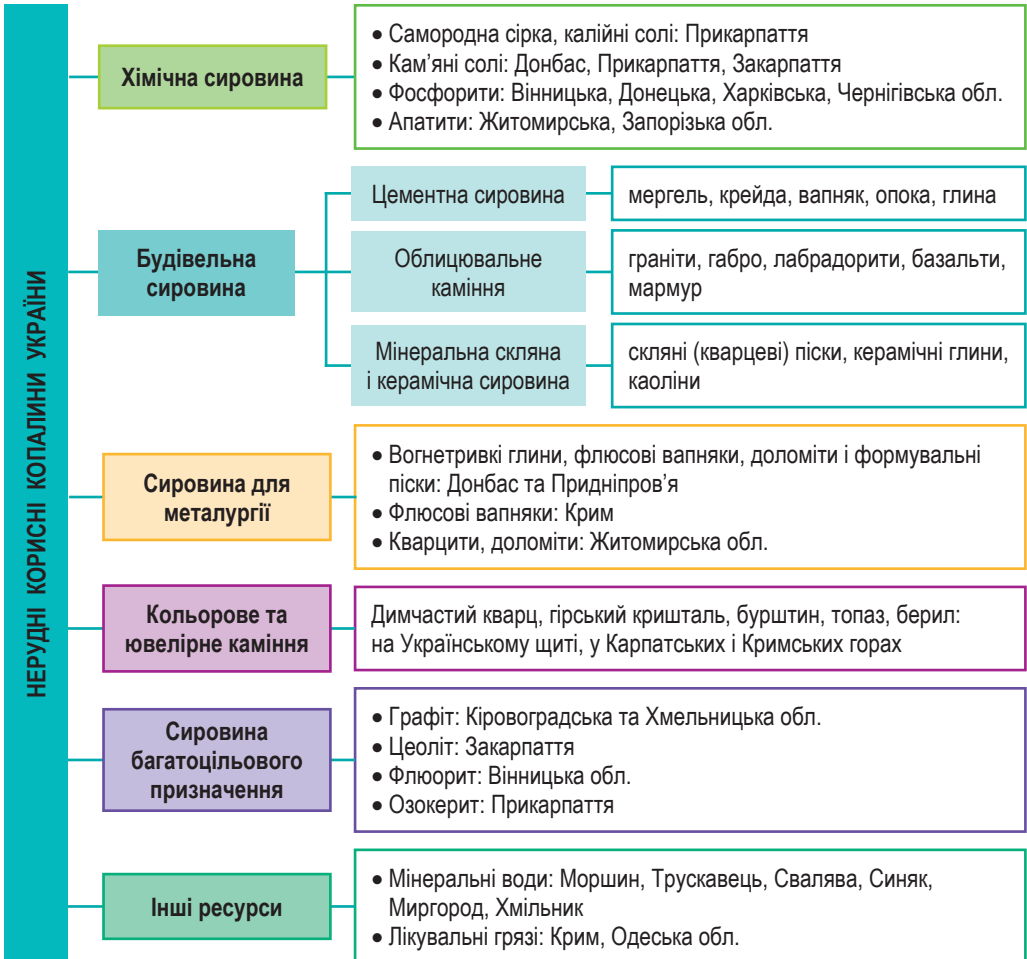 НЕРУДНІ КОРИСНІ КОПАЛИНИ УКРАЇНИ
Хімічна сировина
• Самородна сірка, калійні солі: Прикарпаття
• Кам’яні солі: Донбас, Прикарпаття, Закарпаття
• Фосфорити: Вінницька, Донецька, Харківська, Чернігівська обл.
• Апатити: Житомирська, Запорізька обл.
Будівельна
сировина
Цементна сировина
мергель, крейда, вапняк, опока, глина
Облицювальне
каміння
граніти, габро, лабрадорити, базальти,
мармур
Мінеральна скляна
і керамічна сировина
скляні (кварцеві) піски, керамічні глини,
каоліни
Сировина для
металургії
• Вогнетривкі глини, флюсові вапняки, доломіти і формувальні
піски: Донбас та Придніпров’я
• Флюсові вапняки: Крим
• Кварцити, доломіти: Житомирська обл.
Кольорове та
ювелірне каміння
Димчастий кварц, гірський кришталь, бурштин, топаз, берил:
на Українському щиті, у Карпатських і Кримських горах
Сировина
багатоцільового
призначення
• Графіт: Кіровоградська та Хмельницька обл.
• Цеоліт: Закарпаття
• Флюорит: Вінницька обл.
• Озокерит: Прикарпаття
Інші ресурси
• Мінеральні води: Моршин, Трускавець, Свалява, Синяк,
Миргород, Хмільник
• Лікувальні грязі: Крим, Одеська обл.